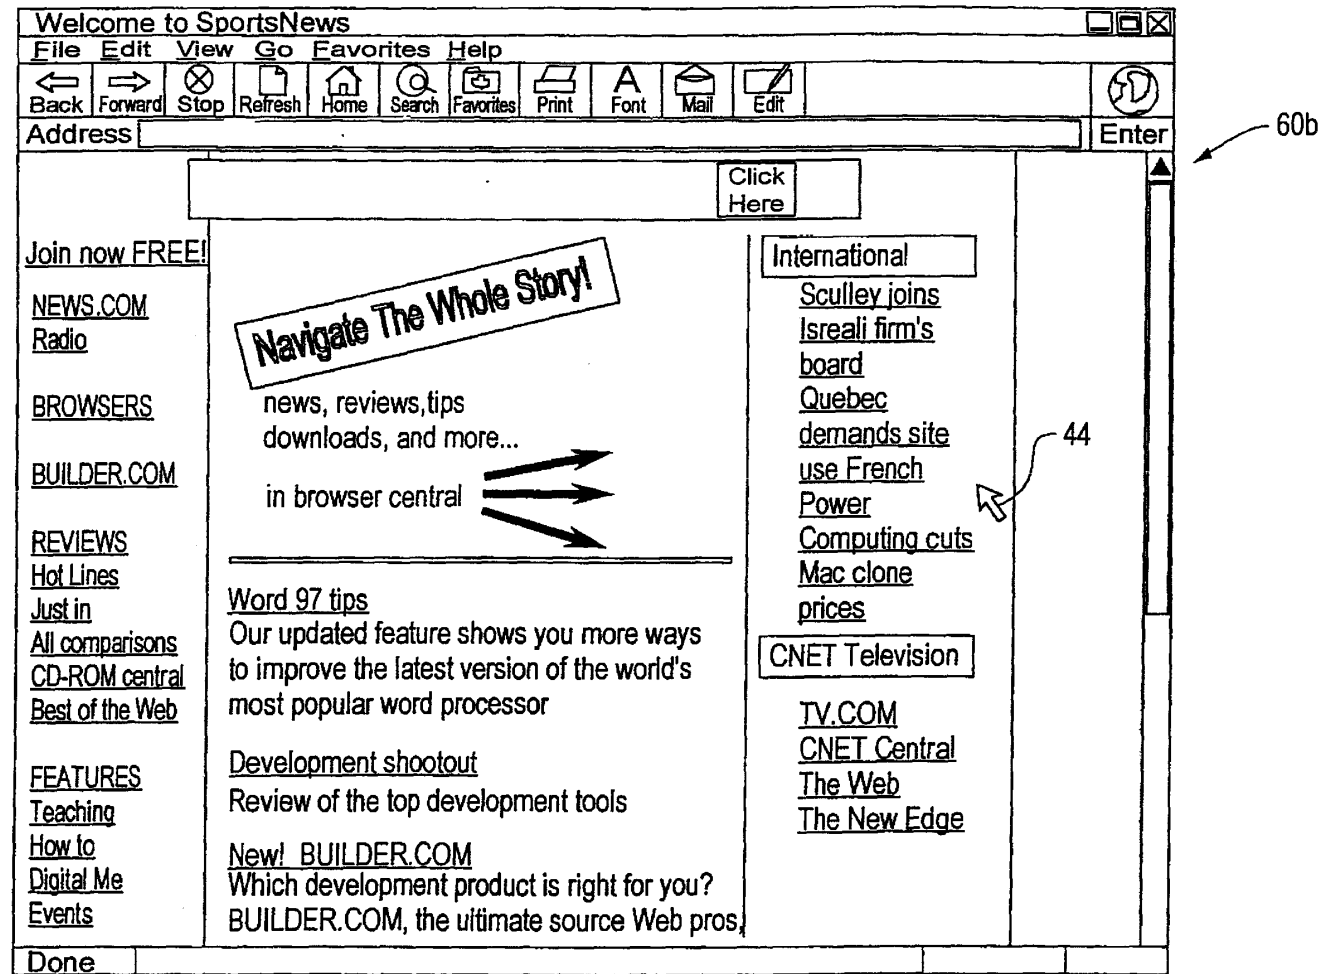 Welcome to SportsNews
File Edit View Go Favorites Help
Back Forward Stop Refresh Home Search Favorites Print Font Mail Edit
Address Enter
60b
Click
Here
Join now FREE!
NEWS.COM
Radio
BROWSERS
BUILDER.COM
REVIEWS
Hot Lines
Just in
All comparisons
CD-ROM central
Best of the Web
FEATURES
Teaching
How to
Digital Me
Events
Navigate The Whole Story!
news, reviews,tips
downloads, and more...
in browser central
Word 97 tips
Our updated feature shows you more ways
to improve the latest version of the world's
most popular word processor
Development shootout
Review of the top development tools
New! BUILDER.COM
Which development product is right for you?
BUILDER.COM, the ultimate source Web pros,
International
Sculley joins
Isreali firm's
board
Quebec
demands site
use French
Power
Computing cuts
Mac clone
prices
44
CNET Television
TV.COM
CNET Central
The Web
The New Edge
Done